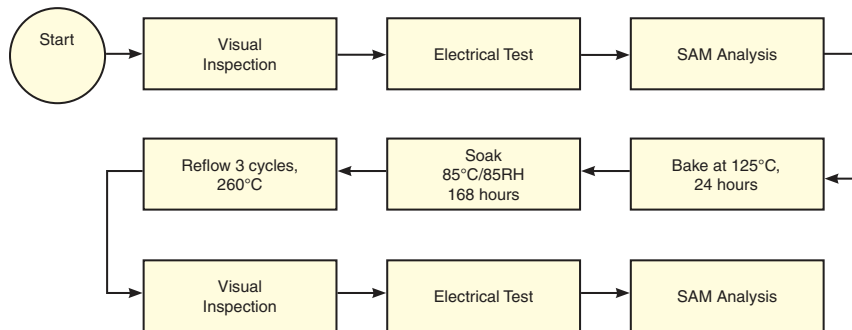 Start
Visual
Inspection
Electrical Test
SAM Analysis
Bake at 125°C,
24 hours
Soak
85°C/85RH
168 hours
Reflow 3 cycles,
260°C
Visual
Inspection
Electrical Test
SAM Analysis